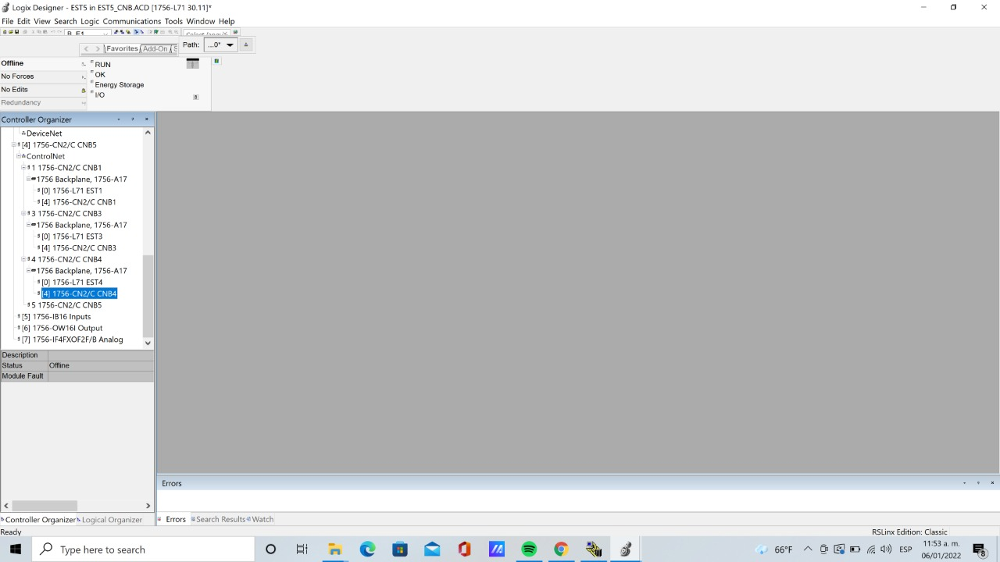 Logix Designer - EST5 in EST5_CNB.ACD [1756-L71 30.11]*
File Edit View Search Logic Communications Tools Window Help
B_F1
Select language
Favorites Add-On S
Path: ...0*
Offline
No Forces
No Edits
Redundancy
RUN
OK
Energy Storage
I/O
Controller Organizer
DeviceNet
[4] 1756-CN2/C CNB5
ControlNet
1 1756-CN2/C CNB1
1756 Backplane, 1756-A17
[0] 1756-L71 EST1
[4] 1756-CN2/C CNB1
3 1756-CN2/C CNB3
1756 Backplane, 1756-A17
[0] 1756-L71 EST3
[4] 1756-CN2/C CNB3
4 1756-CN2/C CNB4
1756 Backplane, 1756-A17
[0] 1756-L71 EST4
[4] 1756-CN2/C CNB4
5 1756-CN2/C CNB5
[5] 1756-IB16 Inputs
[6] 1756-OW16I Output
[7] 1756-IF4FXOF2F/B Analog
Description
Status Offline
Module Fault
Controller Organizer Logical Organizer
Errors
Errors Search Results Watch
Ready
RSLinx Edition: Classic
Type here to search
66°F
ESP
11:53 a. m.
06/01/2022
8